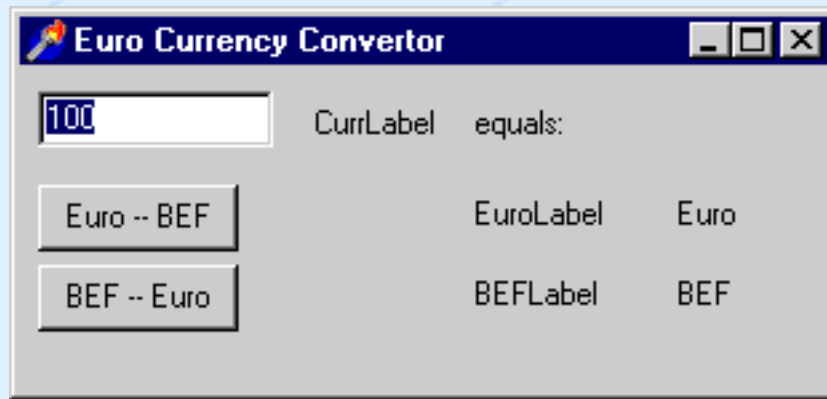 Euro Currency Convertor
100 CurrLabel equals:
Euro -- BEF EuroLabel Euro
BEF -- Euro BEFLabel BEF